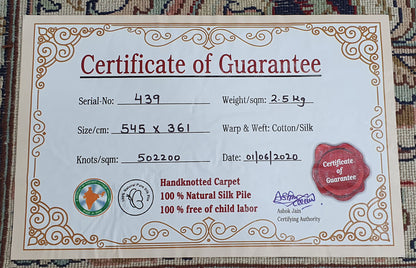 Certificate of Guarantee
Serial-No: 439 Weight/sqm: 2.5 Kg
Size/cm: 545 x 361 Warp & Weft: Cotton/Silk
Knots/sqm: 502200 Date: 01/06/2020
Handknotted Carpet
100 % Natural Silk Pile
100 % free of child labor
Certificate
of
Guarantee
Ashok Jain
Certifying Authority